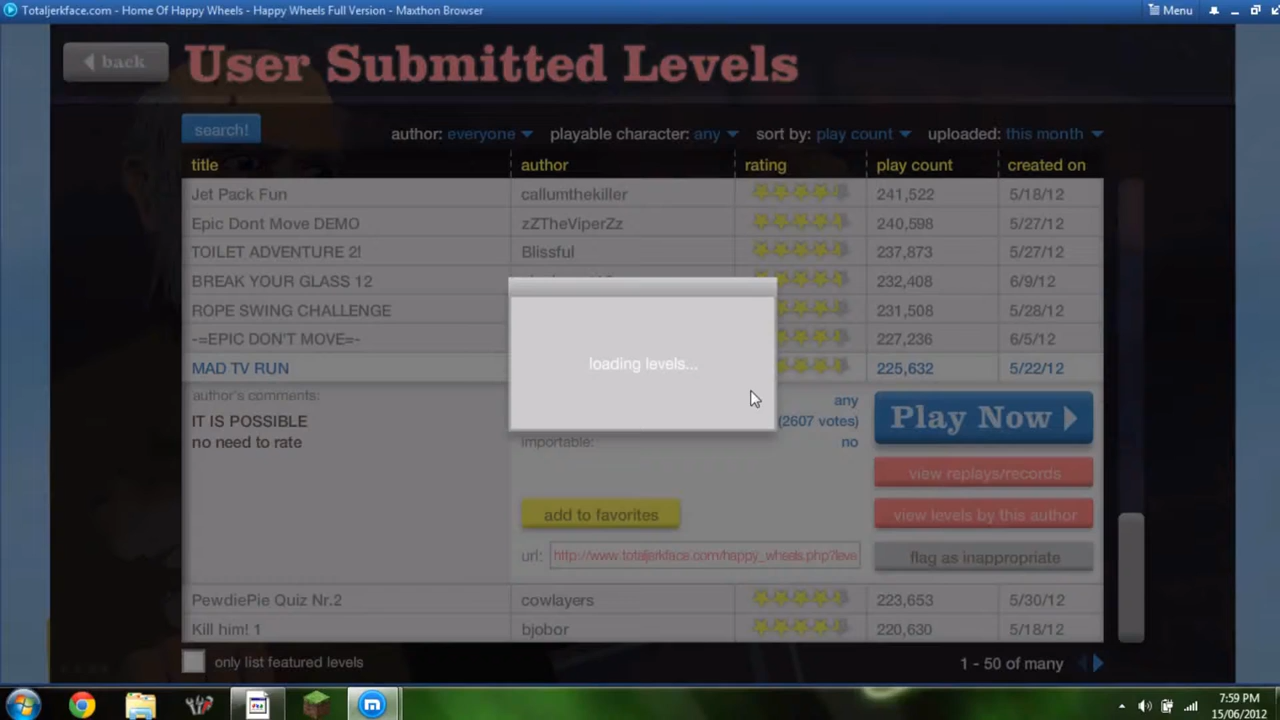 Totaljerkface.com - Home Of Happy Wheels - Happy Wheels Full Version - Maxthon Browser
Menu
back
User Submitted Levels
search!
author: everyone playable character: any sort by: play count uploaded: this month
title author rating play count created on
Jet Pack Fun callumthekiller 241,522 5/18/12
Epic Dont Move DEMO zZTheViperZz 240,598 5/27/12
TOILET ADVENTURE 2! Blissful 237,873 5/27/12
BREAK YOUR GLASS 12 232,408 6/9/12
ROPE SWING CHALLENGE 231,508 5/28/12
-=EPIC DON'T MOVE=- 227,236 6/5/12
loading levels...
MAD TV RUN 225,632 5/22/12
author's comments:
IT IS POSSIBLE
no need to rate
any
(2607 votes)
importable: no
Play Now
view replays/records
add to favorites
view levels by this author
url: http://www.totaljerkface.com/happy_wheels.php?leve
flag as inappropriate
PewdiePie Quiz Nr.2 cowlayers 223,653 5/30/12
Kill him! 1 bjobor 220,630 5/18/12
only list featured levels
1 - 50 of many
7:59 PM
15/06/2012